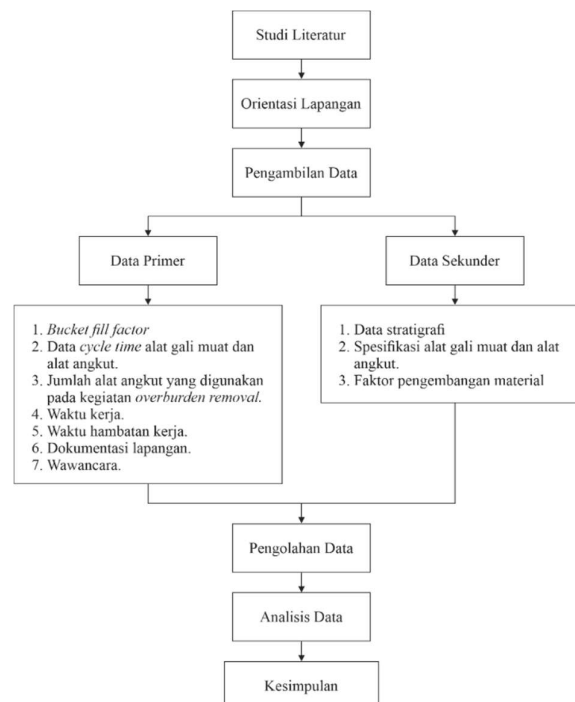 Studi Literatur
Orientasi Lapangan
Pengambilan Data
Data Primer
Data Sekunder
1. Bucket fill factor
2. Data cycle time alat gali muat dan
alat angkut.
3. Jumlah alat angkut yang digunakan
pada kegiatan overburden removal.
4. Waktu kerja.
5. Waktu hambatan kerja.
6. Dokumentasi lapangan.
7. Wawancara.
1. Data stratigrafi
2. Spesifikasi alat gali muat dan alat
angkut.
3. Faktor pengembangan material
Pengolahan Data
Analisis Data
Kesimpulan